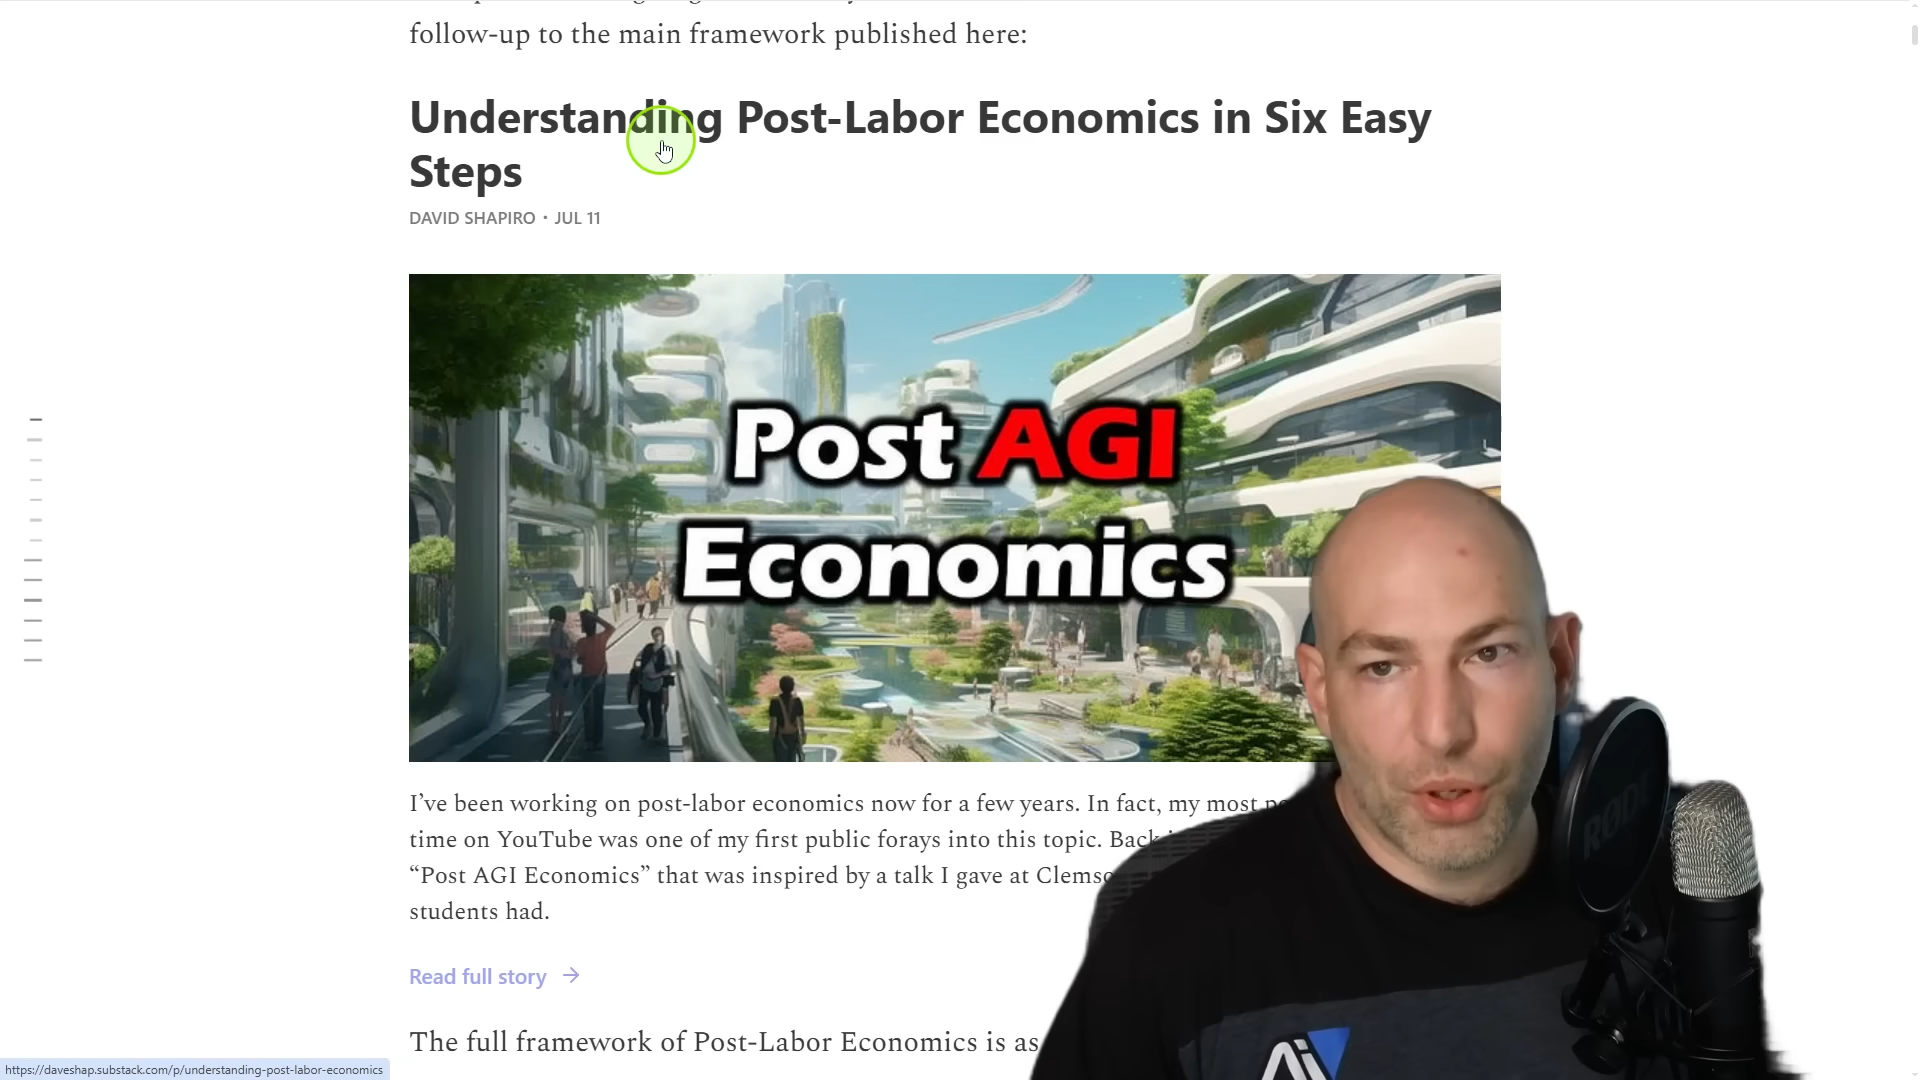 follow-up to the main framework published here:
Understanding Post-Labor Economics in Six Easy
Steps
DAVID SHAPIRO · JUL 11
Post AGI
Economics
I’ve been working on post-labor economics now for a few years. In fact, my most
time on YouTube was one of my first public forays into this topic. Back
“Post AGI Economics” that was inspired by a talk I gave at
students had.
Read full story →
The full framework of Post-Labor Economics is as
RØDE
Ai
https://daveshap.substack.com/p/understanding-post-labor-economics